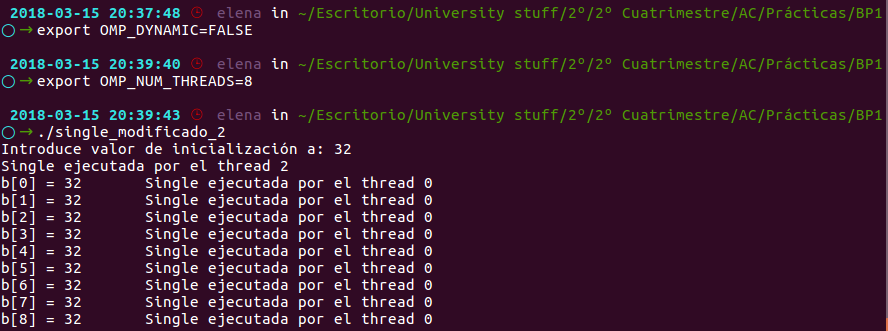 2018-03-15 20:37:48 elena in ~/Escritorio/University stuff/2º/2º Cuatrimestre/AC/Prácticas/BP1
→export OMP_DYNAMIC=FALSE
2018-03-15 20:39:40 elena in ~/Escritorio/University stuff/2º/2º Cuatrimestre/AC/Prácticas/BP1
→export OMP_NUM_THREADS=8
2018-03-15 20:39:43 elena in ~/Escritorio/University stuff/2º/2º Cuatrimestre/AC/Prácticas/BP1
→./single_modificado_2
Introduce valor de inicialización a: 32
Single ejecutada por el thread 2
b[0] = 32 Single ejecutada por el thread 0
b[1] = 32 Single ejecutada por el thread 0
b[2] = 32 Single ejecutada por el thread 0
b[3] = 32 Single ejecutada por el thread 0
b[4] = 32 Single ejecutada por el thread 0
b[5] = 32 Single ejecutada por el thread 0
b[6] = 32 Single ejecutada por el thread 0
b[7] = 32 Single ejecutada por el thread 0
b[8] = 32 Single ejecutada por el thread 0